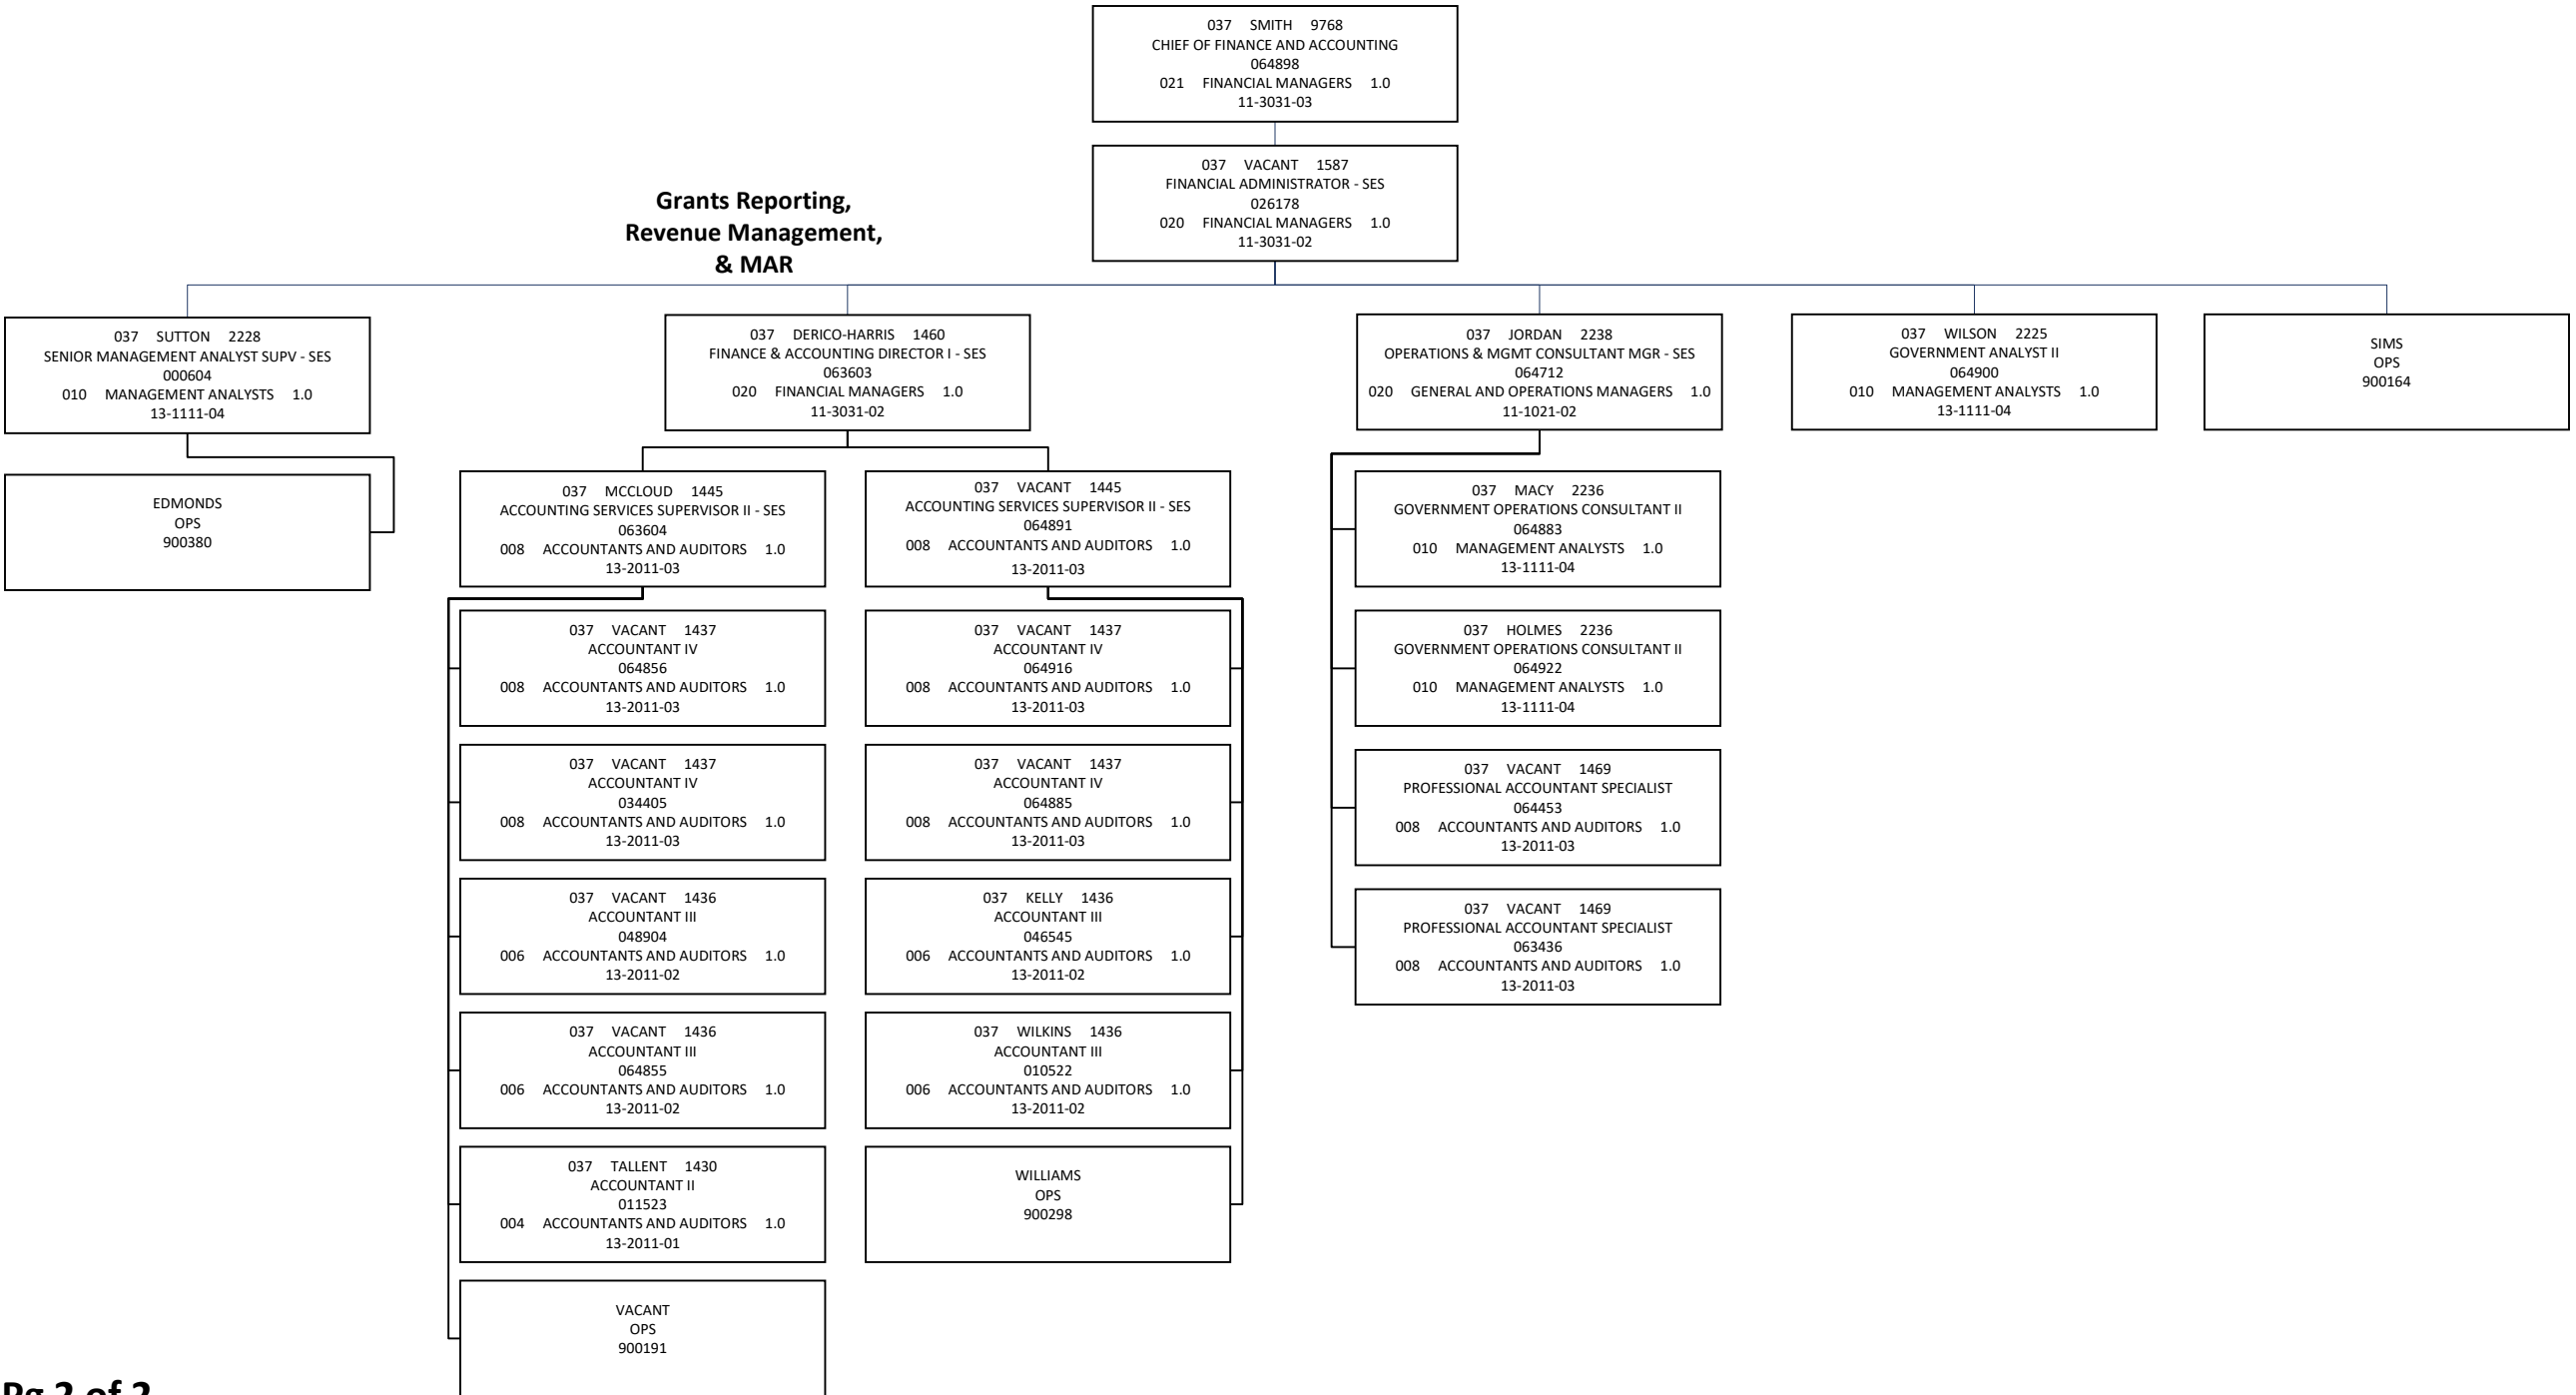 037 SMITH 9768
CHIEF OF FINANCE AND ACCOUNTING
064898
021 FINANCIAL MANAGERS 1.0
11-3031-03
037 VACANT 1587
FINANCIAL ADMINISTRATOR - SES
026178
020 FINANCIAL MANAGERS 1.0
11-3031-02
Grants Reporting,
Revenue Management,
& MAR
037 SUTTON 2228
SENIOR MANAGEMENT ANALYST SUPV - SES
000604
010 MANAGEMENT ANALYSTS 1.0
13-1111-04
037 DERICO-HARRIS 1460
FINANCE & ACCOUNTING DIRECTOR I - SES
063603
020 FINANCIAL MANAGERS 1.0
11-3031-02
037 JORDAN 2238
OPERATIONS & MGMT CONSULTANT MGR - SES
064712
020 GENERAL AND OPERATIONS MANAGERS 1.0
11-1021-02
037 WILSON 2225
GOVERNMENT ANALYST II
064900
010 MANAGEMENT ANALYSTS 1.0
13-1111-04
SIMS
OPS
900164
EDMONDS
OPS
900380
037 MCCLOUD 1445
ACCOUNTING SERVICES SUPERVISOR II - SES
063604
008 ACCOUNTANTS AND AUDITORS 1.0
13-2011-03
037 VACANT 1445
ACCOUNTING SERVICES SUPERVISOR II - SES
064891
008 ACCOUNTANTS AND AUDITORS 1.0
13-2011-03
037 MACY 2236
GOVERNMENT OPERATIONS CONSULTANT II
064883
010 MANAGEMENT ANALYSTS 1.0
13-1111-04
037 VACANT 1437
ACCOUNTANT IV
064856
008 ACCOUNTANTS AND AUDITORS 1.0
13-2011-03
037 VACANT 1437
ACCOUNTANT IV
064916
008 ACCOUNTANTS AND AUDITORS 1.0
13-2011-03
037 HOLMES 2236
GOVERNMENT OPERATIONS CONSULTANT II
064922
010 MANAGEMENT ANALYSTS 1.0
13-1111-04
037 VACANT 1437
ACCOUNTANT IV
034405
008 ACCOUNTANTS AND AUDITORS 1.0
13-2011-03
037 VACANT 1437
ACCOUNTANT IV
064885
008 ACCOUNTANTS AND AUDITORS 1.0
13-2011-03
037 VACANT 1469
PROFESSIONAL ACCOUNTANT SPECIALIST
064453
008 ACCOUNTANTS AND AUDITORS 1.0
13-2011-03
037 VACANT 1436
ACCOUNTANT III
048904
006 ACCOUNTANTS AND AUDITORS 1.0
13-2011-02
037 KELLY 1436
ACCOUNTANT III
046545
006 ACCOUNTANTS AND AUDITORS 1.0
13-2011-02
037 VACANT 1469
PROFESSIONAL ACCOUNTANT SPECIALIST
063436
008 ACCOUNTANTS AND AUDITORS 1.0
13-2011-03
037 VACANT 1436
ACCOUNTANT III
064855
006 ACCOUNTANTS AND AUDITORS 1.0
13-2011-02
037 WILKINS 1436
ACCOUNTANT III
010522
006 ACCOUNTANTS AND AUDITORS 1.0
13-2011-02
037 TALLENT 1430
ACCOUNTANT II
011523
004 ACCOUNTANTS AND AUDITORS 1.0
13-2011-01
WILLIAMS
OPS
900298
VACANT
OPS
900191
Pg 2 of 2